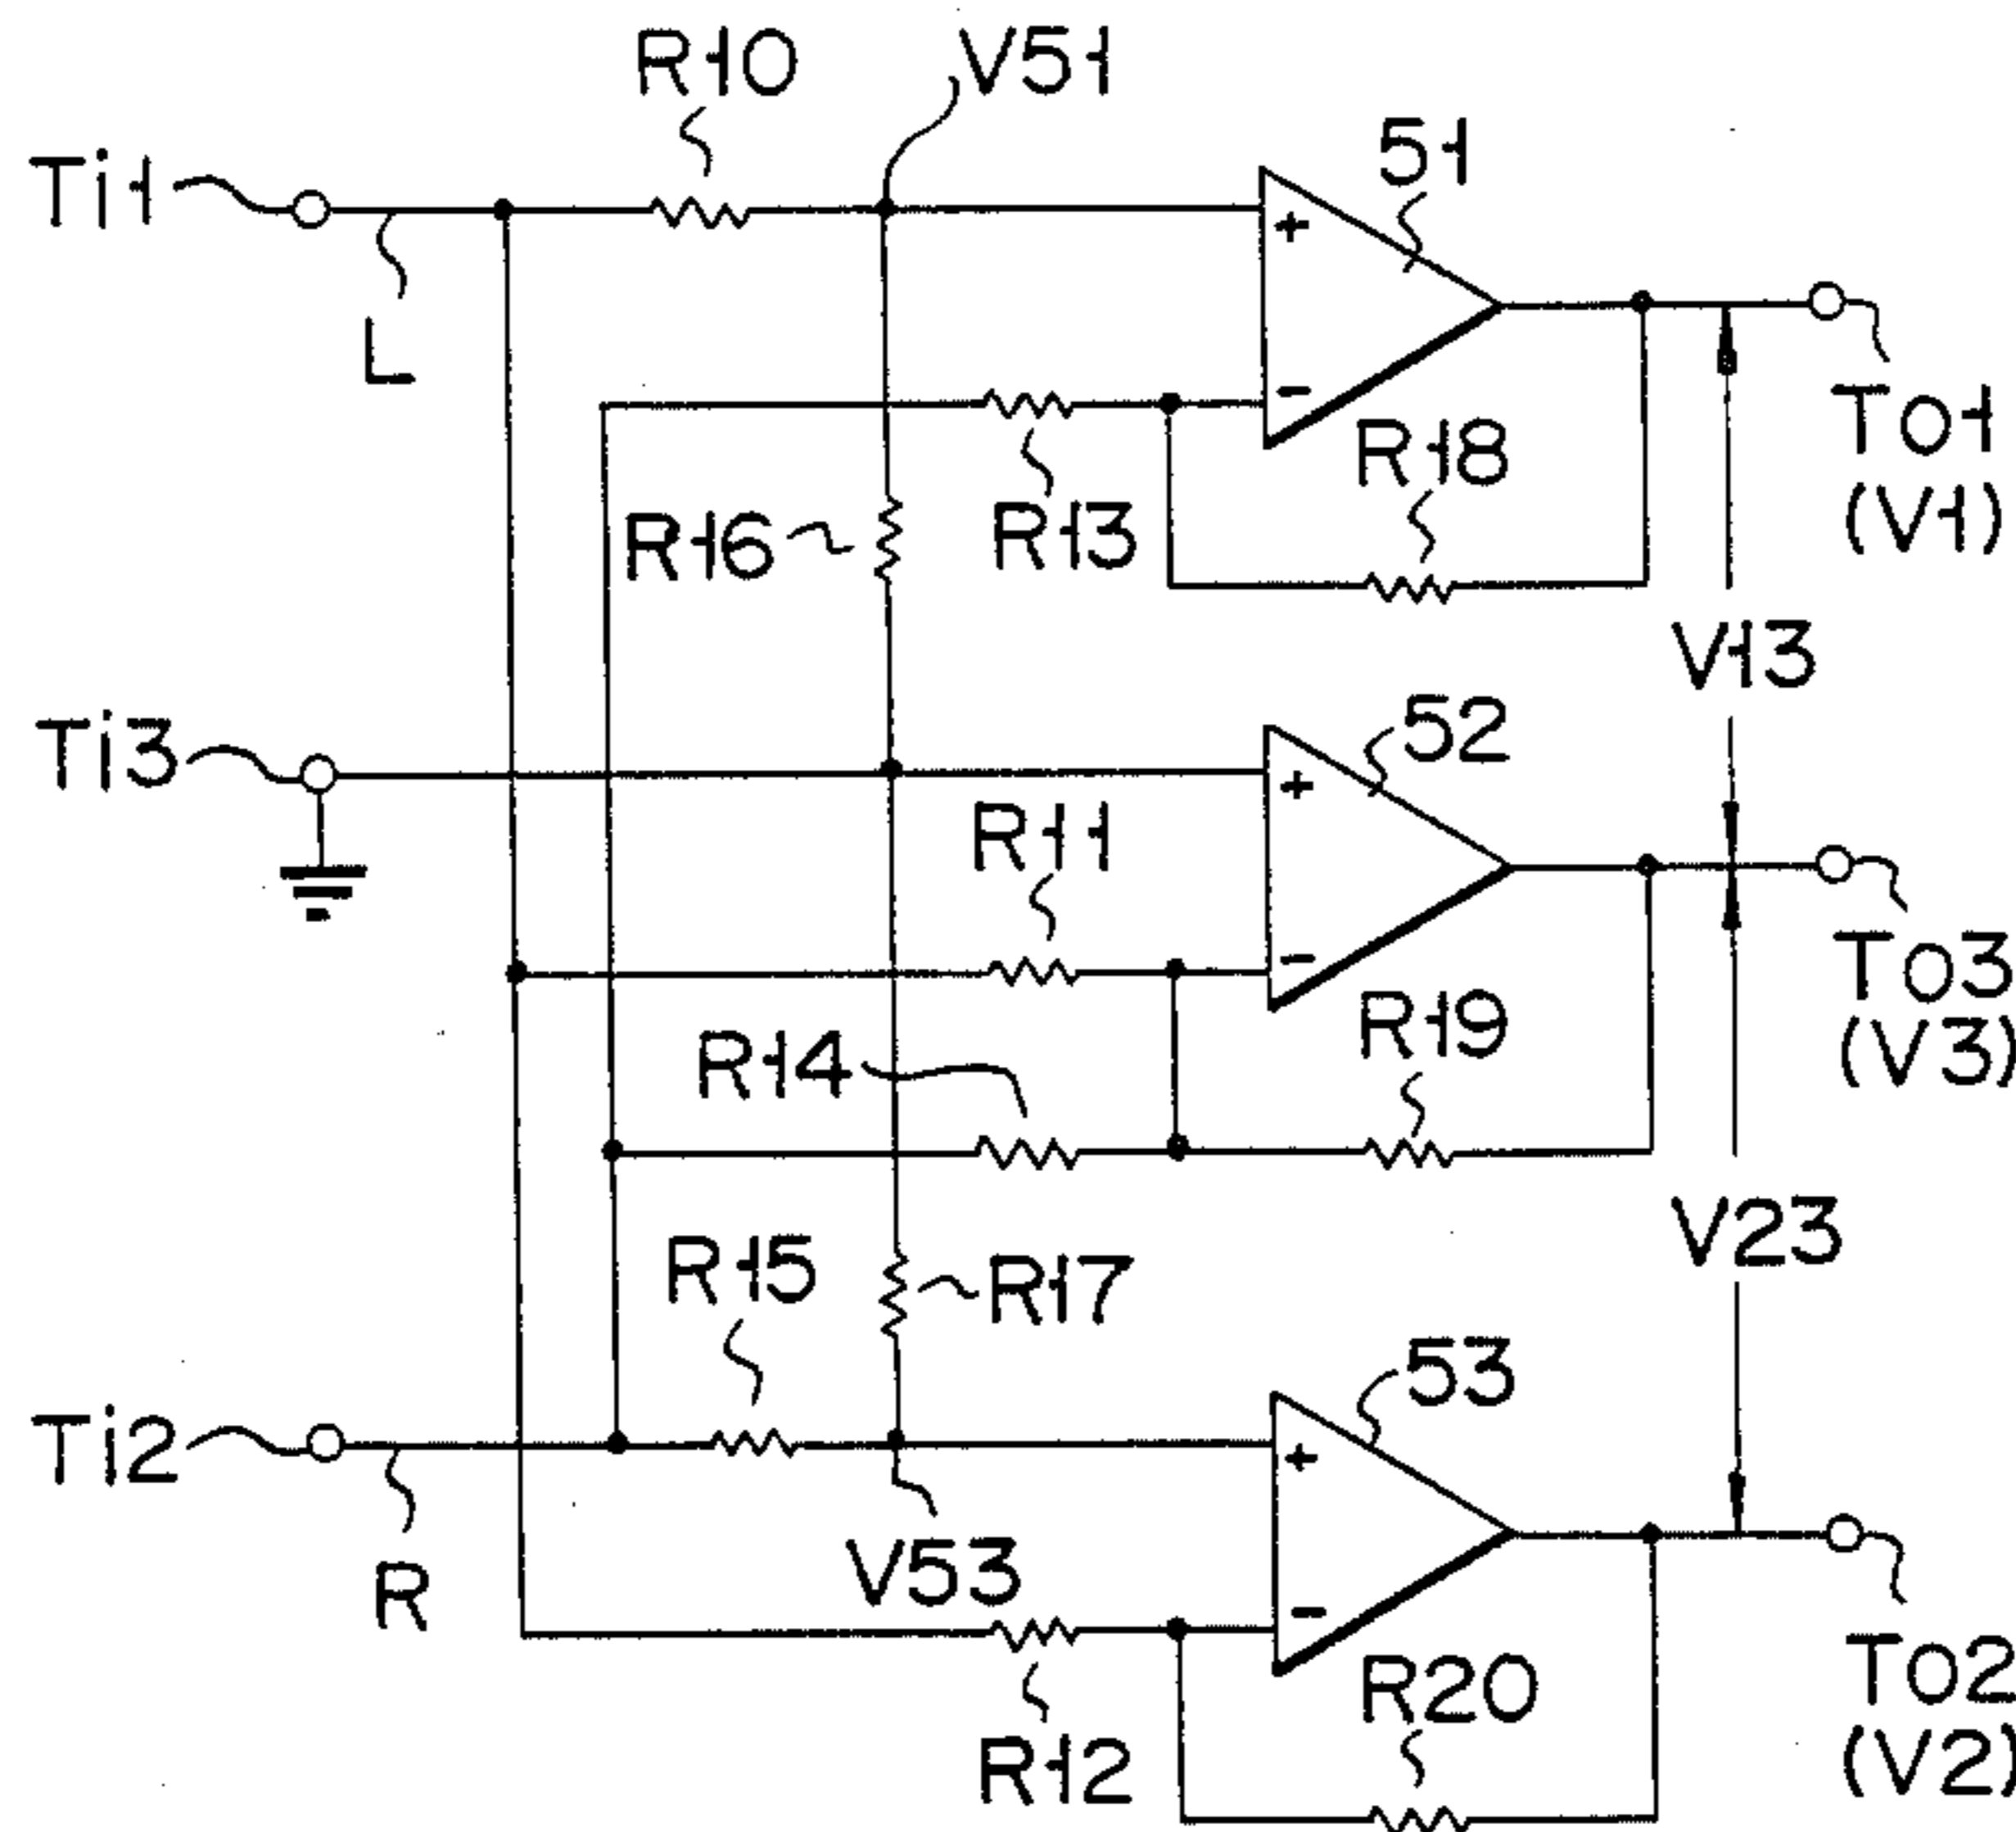 R10
V51
Ti1
51
L
R18
To1
(V1)
R16
R13
V13
Ti3
52
R11
To3
(V3)
R14
R19
V23
R15
R17
53
Ti2
R
V53
R20
To2
(V2)
R12
+
-
+
-
+
-